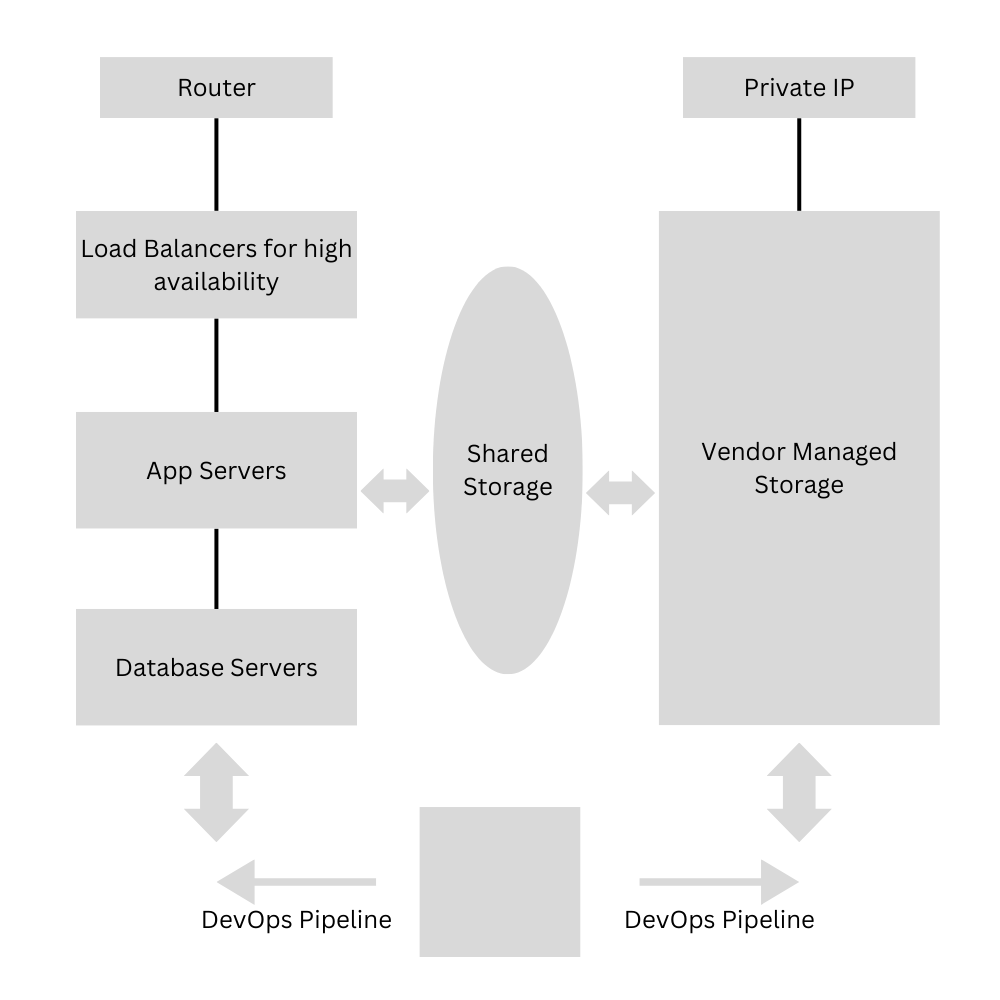 Router
Private IP
Load Balancers for high
availability
App Servers
Shared
Storage
Vendor Managed
Storage
Database Servers
DevOps Pipeline
DevOps Pipeline